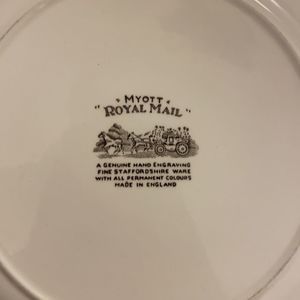 MYOTT
"ROYAL MAIL"
A GENUINE HAND ENGRAVING
FINE STAFFORDSHIRE WARE
WITH ALL PERMANENT COLOURS
MADE IN ENGLAND